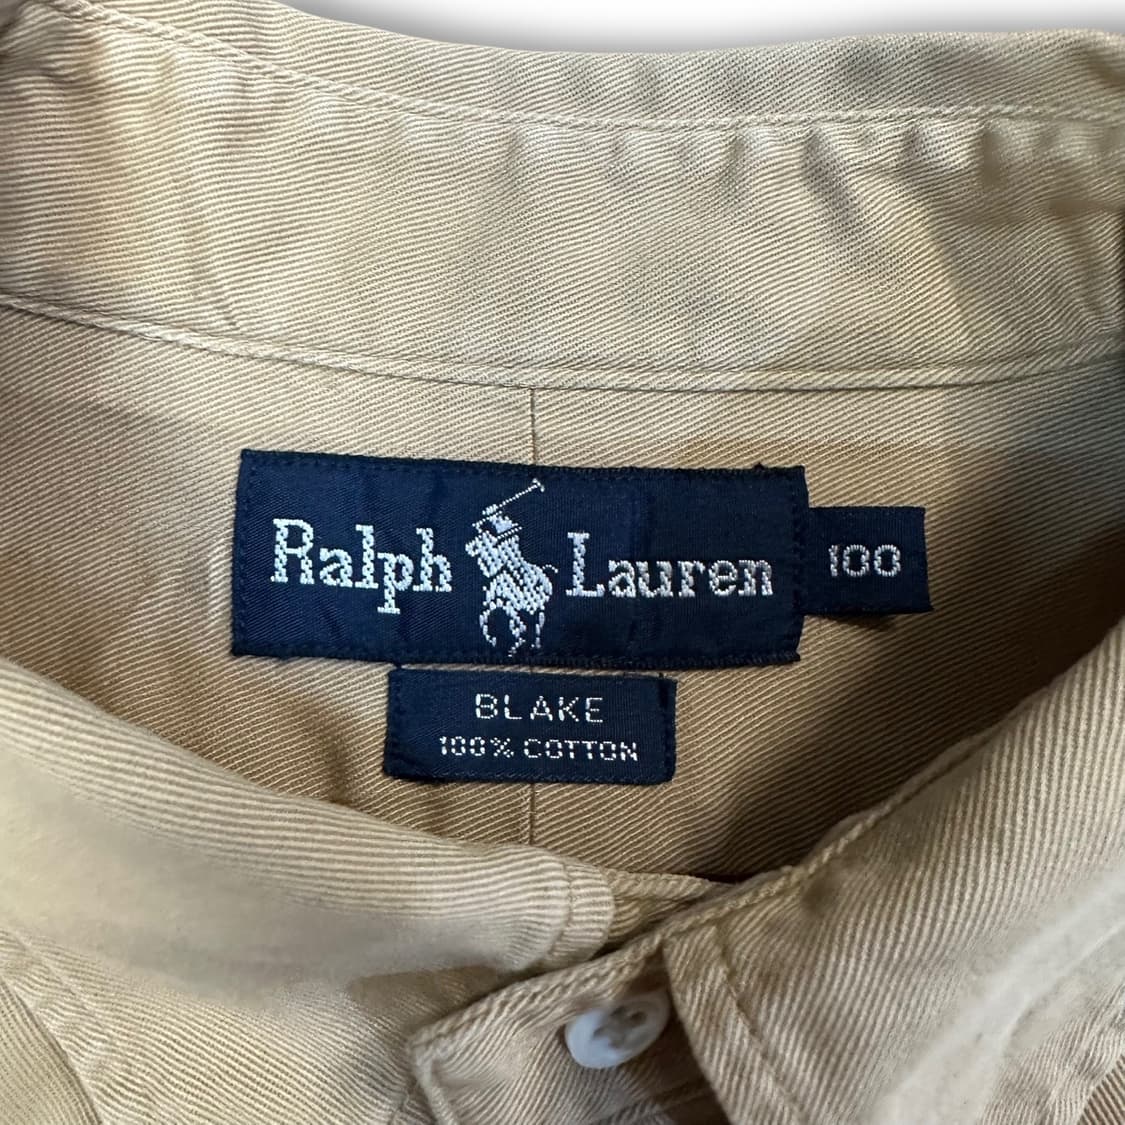 Ralph Lauren
100
BLAKE
100% COTTON